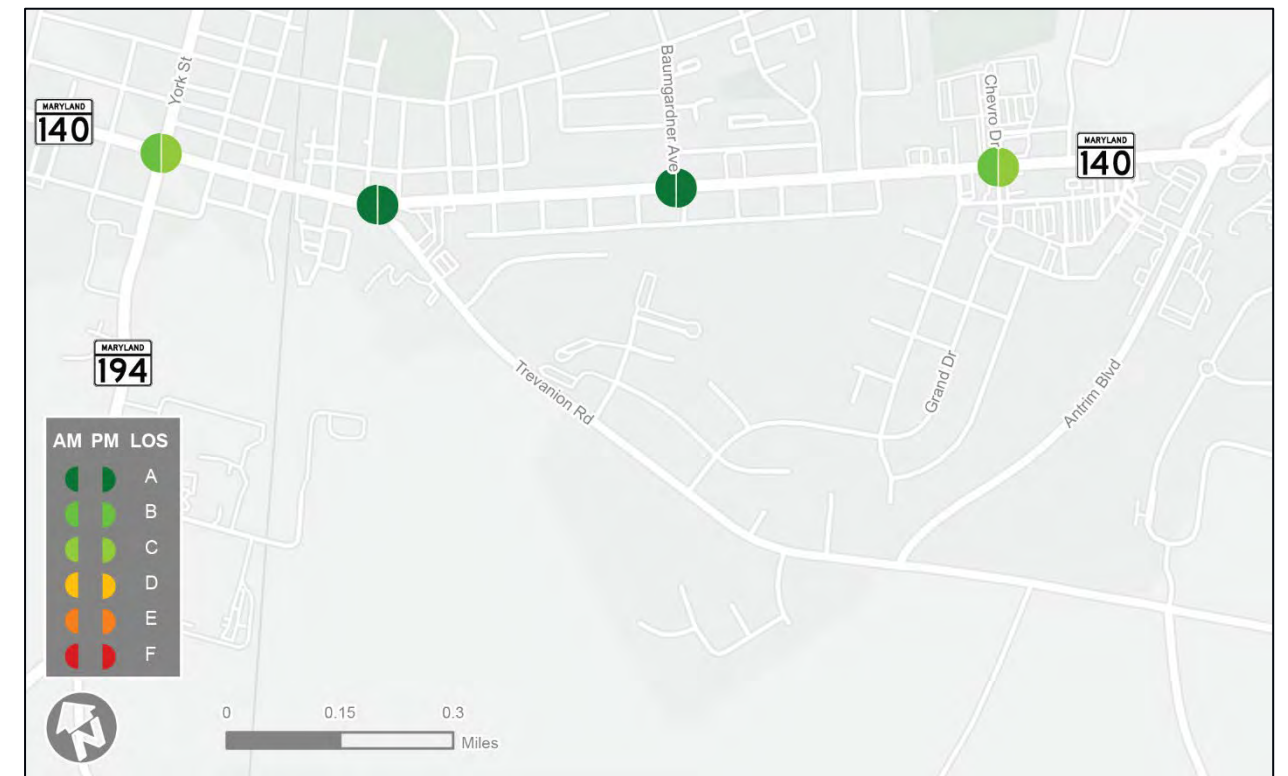 York St
Baumgardner Ave
Chevro Dr
MARYLAND
140
MARYLAND
140
MARYLAND
194
Trevanion Rd
Grand Dr
Antrim Blvd
AM PM LOS
A
B
C
D
E
F
N
0 0.15 0.3
Miles